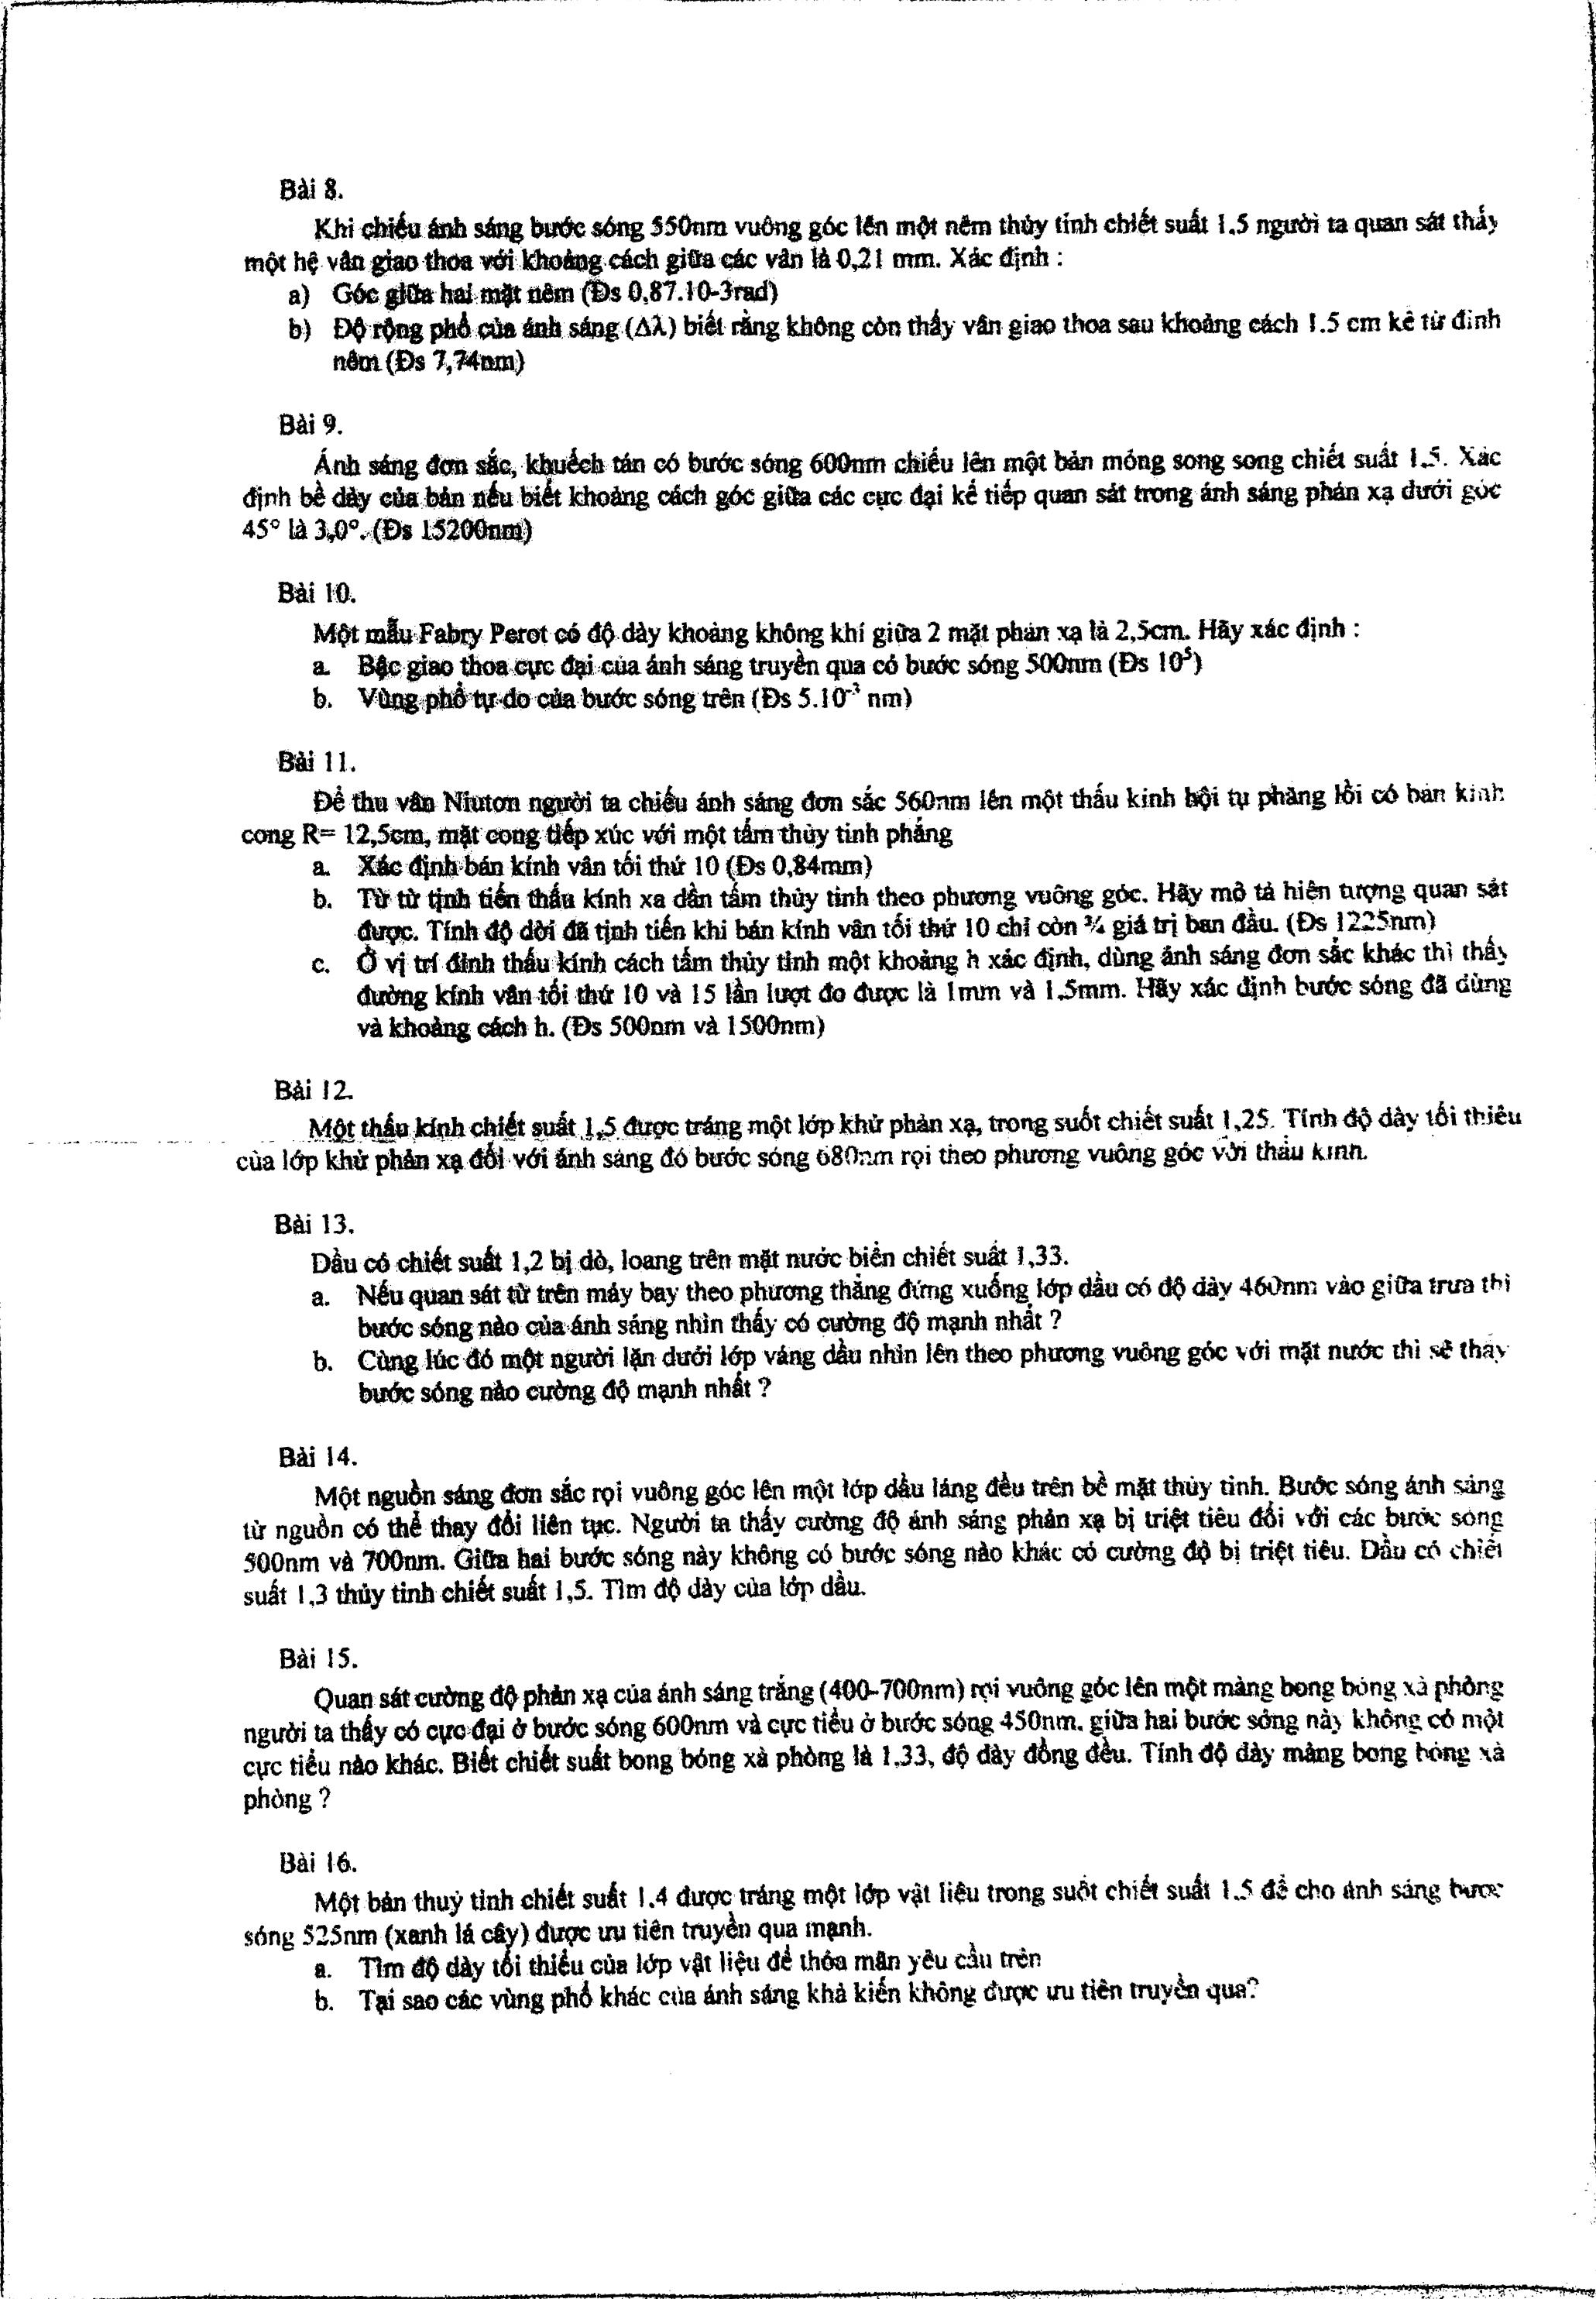 Bài 8.
Khi chiếu ánh sáng bước sóng 550nm vuông góc lên một nêm thủy tinh chiết suất 1.5 người ta quan sát thấy
một hệ vân giao thoa với khoảng cách giữa các vân là 0,21 mm. Xác định :
a) Góc giữa hai mặt nêm (Đs 0,87.10-3rad)
b) Độ rộng phổ của ánh sáng (Δλ) biết rằng không còn thấy vân giao thoa sau khoảng cách 1.5 cm kể từ đỉnh
nêm (Đs 7,74nm)
Bài 9.
Ánh sáng đơn sắc, khuếch tán có bước sóng 600nm chiếu lên một bản mỏng song song chiết suất 1.5. Xác
định bề dày của bản nếu biết khoảng cách góc giữa các cực đại kế tiếp quan sát trong ánh sáng phản xạ dưới góc
45° là 3,0°. (Đs 15200nm)
Bài 10.
Một mẫu Fabry Perot có độ dày khoảng không khí giữa 2 mặt phản xạ là 2,5cm. Hãy xác định :
a. Bậc giao thoa cực đại của ánh sáng truyền qua có bước sóng 500nm (Đs 10⁵)
b. Vùng phổ tự do của bước sóng trên (Đs 5.10⁻³ nm)
Bài 11.
Để thu vân Niutơn người ta chiếu ánh sáng đơn sắc 560nm lên một thấu kính hội tụ phẳng lồi có bán kính
cong R= 12,5cm, mặt cong tiếp xúc với một tấm thủy tinh phẳng
a. Xác định bán kính vân tối thứ 10 (Đs 0,84mm)
b. Từ từ tịnh tiến thấu kính xa dần tấm thủy tinh theo phương vuông góc. Hãy mô tả hiện tượng quan sát
được. Tính độ dời đã tịnh tiến khi bán kính vân tối thứ 10 chỉ còn ¾ giá trị ban đầu. (Đs 1225nm)
c. Ở vị trí đỉnh thấu kính cách tấm thủy tinh một khoảng h xác định, dùng ánh sáng đơn sắc khác thì thấy
đường kính vân tối thứ 10 và 15 lần lượt đo được là 1mm và 1.5mm. Hãy xác định bước sóng đã dùng
và khoảng cách h. (Đs 500nm và 1500nm)
Bài 12.
Một thấu kính chiết suất 1,5 được tráng một lớp khử phản xạ, trong suốt chiết suất 1,25. Tính độ dày tối thiểu
của lớp khử phản xạ đối với ánh sáng đỏ bước sóng 680nm rọi theo phương vuông góc với thấu kính.
Bài 13.
Dầu có chiết suất 1,2 bị dò, loang trên mặt nước biển chiết suất 1,33.
a. Nếu quan sát từ trên máy bay theo phương thẳng đứng xuống lớp dầu có độ dày 460nm vào giữa trưa thì
bước sóng nào của ánh sáng nhìn thấy có cường độ mạnh nhất ?
b. Cùng lúc đó một người lặn dưới lớp váng dầu nhìn lên theo phương vuông góc với mặt nước thì sẽ thấy
bước sóng nào cường độ mạnh nhất ?
Bài 14.
Một nguồn sáng đơn sắc rọi vuông góc lên một lớp dầu láng đều trên bề mặt thủy tinh. Bước sóng ánh sáng
từ nguồn có thể thay đổi liên tục. Người ta thấy cường độ ánh sáng phản xạ bị triệt tiêu đối với các bước sóng
500nm và 700nm. Giữa hai bước sóng này không có bước sóng nào khác có cường độ bị triệt tiêu. Dầu có chiết
suất 1,3 thủy tinh chiết suất 1,5. Tìm độ dày của lớp dầu.
Bài 15.
Quan sát cường độ phản xạ của ánh sáng trắng (400-700nm) rọi vuông góc lên một màng bong bóng xà phòng
người ta thấy có cực đại ở bước sóng 600nm và cực tiểu ở bước sóng 450nm. giữa hai bước sóng này không có một
cực tiểu nào khác. Biết chiết suất bong bóng xà phòng là 1,33, độ dày đồng đều. Tính độ dày màng bong bóng xà
phòng ?
Bài 16.
Một bản thuỷ tinh chiết suất 1.4 được tráng một lớp vật liệu trong suốt chiết suất 1.5 để cho ánh sáng bước
sóng 525nm (xanh lá cây) được ưu tiên truyền qua mạnh.
a. Tìm độ dày tối thiểu của lớp vật liệu để thỏa mãn yêu cầu trên
b. Tại sao các vùng phổ khác của ánh sáng khả kiến không được ưu tiên truyền qua?